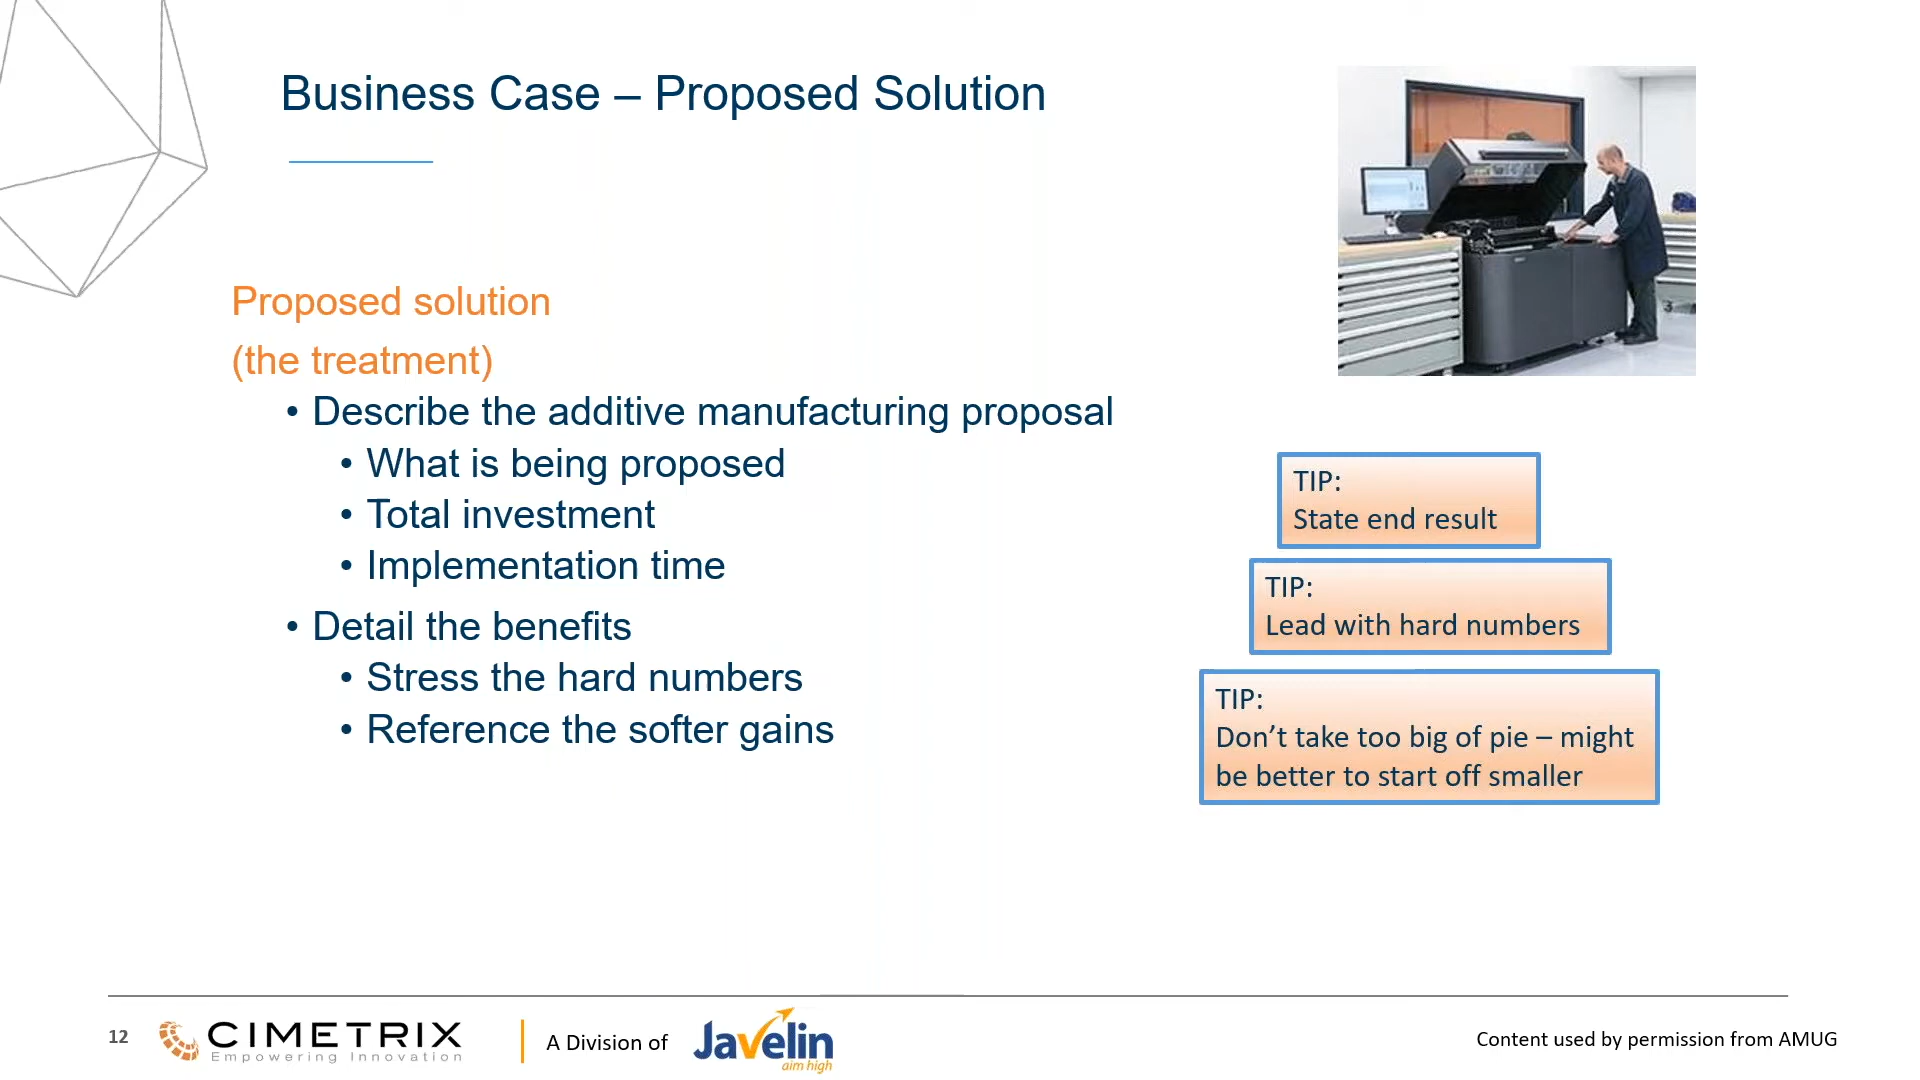 Business Case – Proposed Solution
Proposed solution
(the treatment)
• Describe the additive manufacturing proposal
• What is being proposed
• Total investment
• Implementation time
• Detail the benefits
• Stress the hard numbers
• Reference the softer gains
TIP:
State end result
TIP:
Lead with hard numbers
TIP:
Don’t take too big of pie – might
be better to start off smaller
12
CIMETRIX
Empowering Innovation
A Division of
Javelin
aim high
Content used by permission from AMUG